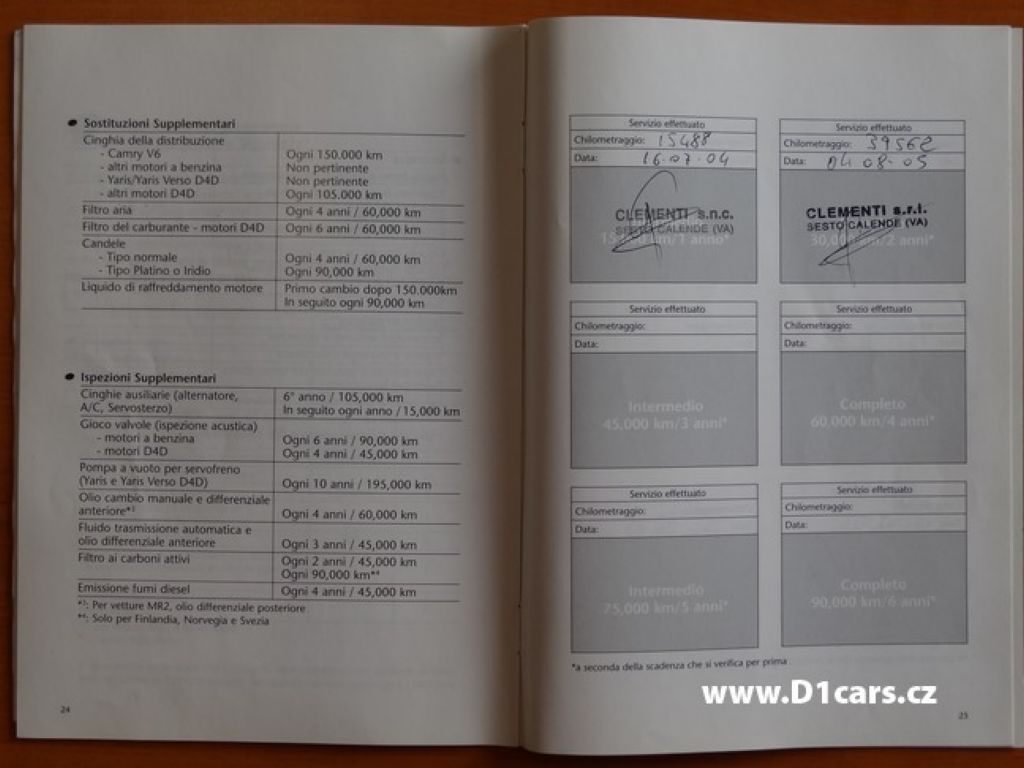 Sostituzioni Supplementari
Cinghia della distribuzione
- Camry V6 Ogni 150.000 km
- altri motori a benzina Non pertinente
- Yaris/Yaris Verso D4D Non pertinente
- altri motori D4D Ogni 105.000 km
Filtro aria Ogni 4 anni / 60,000 km
Filtro del carburante - motori D4D Ogni 6 anni / 60,000 km
Candele
- Tipo normale Ogni 4 anni / 60,000 km
- Tipo Platino o Iridio Ogni 90,000 km
Liquido di raffreddamento motore Primo cambio dopo 150.000km
In seguito ogni 90,000 km
Ispezioni Supplementari
Cinghie ausiliarie (alternatore, 6° anno / 105,000 km
A/C, Servosterzo) In seguito ogni anno / 15,000 km
Gioco valvole (ispezione acustica)
- motori a benzina Ogni 6 anni / 90,000 km
- motori D4D Ogni 4 anni / 45,000 km
Pompa a vuoto per servofreno
(Yaris e Yaris Verso D4D) Ogni 10 anni / 195,000 km
Olio cambio manuale e differenziale
anteriore*³ Ogni 4 anni / 60,000 km
Fluido trasmissione automatica e
olio differenziale anteriore Ogni 3 anni / 45,000 km
Filtro ai carboni attivi Ogni 2 anni / 45,000 km
Ogni 90,000 km*⁴
Emissione fumi diesel Ogni 4 anni / 45,000 km
*³: Per vetture MR2, olio differenziale posteriore
*⁴: Solo per Finlandia, Norvegia e Svezia
24
Servizio effettuato
Chilometraggio: 15488
Data: 16.07.04
CLEMENTI s.n.c.
SESTO CALENDE (VA)
km/1 anno*
Servizio effettuato
Chilometraggio: 39562
Data: 04 08-05
CLEMENTI s.r.l.
SESTO CALENDE (VA)
30,000 km/2 anni*
Servizio effettuato
Chilometraggio:
Data:
Intermedio
45,000 km/3 anni*
Servizio effettuato
Chilometraggio:
Data:
Completo
60,000 km/4 anni*
Servizio effettuato
Chilometraggio:
Data:
Intermedio
75,000 km/5 anni*
Servizio effettuato
Chilometraggio:
Data:
Completo
90,000 km/6 anni*
*a seconda della scadenza che si verifica per prima
www.D1cars.cz
25